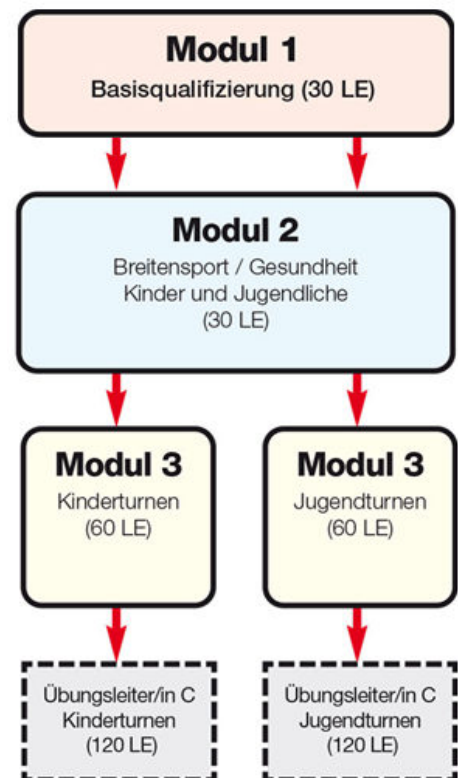 Modul 1
Basisqualifizierung (30 LE)
Modul 2
Breitensport / Gesundheit
Kinder und Jugendliche
(30 LE)
Modul 3
Kinderturnen
(60 LE)
Modul 3
Jugendturnen
(60 LE)
Übungsleiter/in C
Kinderturnen
(120 LE)
Übungsleiter/in C
Jugendturnen
(120 LE)